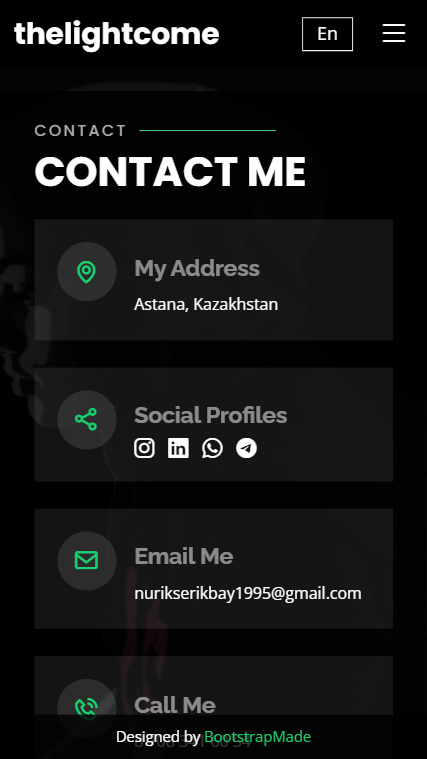 thelightcome
En
CONTACT
CONTACT ME
My Address
Astana, Kazakhstan
Social Profiles
Email Me
nurikserikbay1995@gmail.com
Call Me
Designed by BootstrapMade